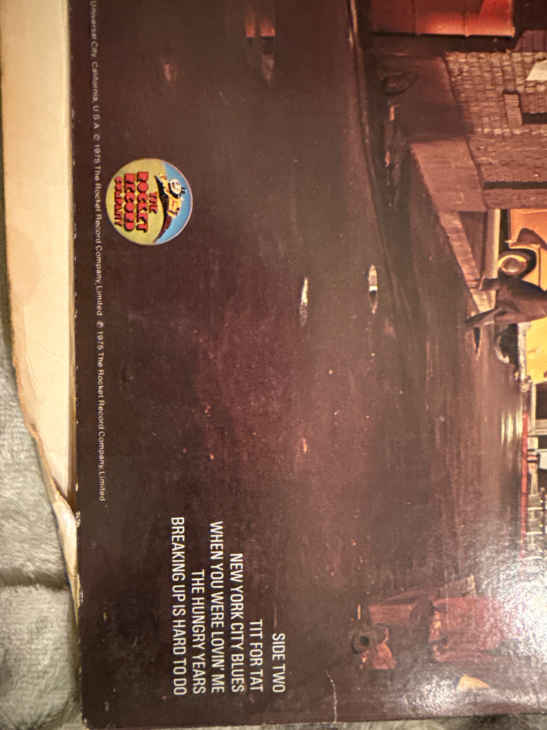 SIDE TWO
TIT FOR TAT
NEW YORK CITY BLUES
WHEN YOU WERE LOVIN' ME
THE HUNGRY YEARS
BREAKING UP IS HARD TO DO
THE
ROCKET
RECORD
COMPANY
Universal City, California, U.S.A. © 1975 The Rocket Record Company, Limited ℗ 1975 The Rocket Record Company, Limited